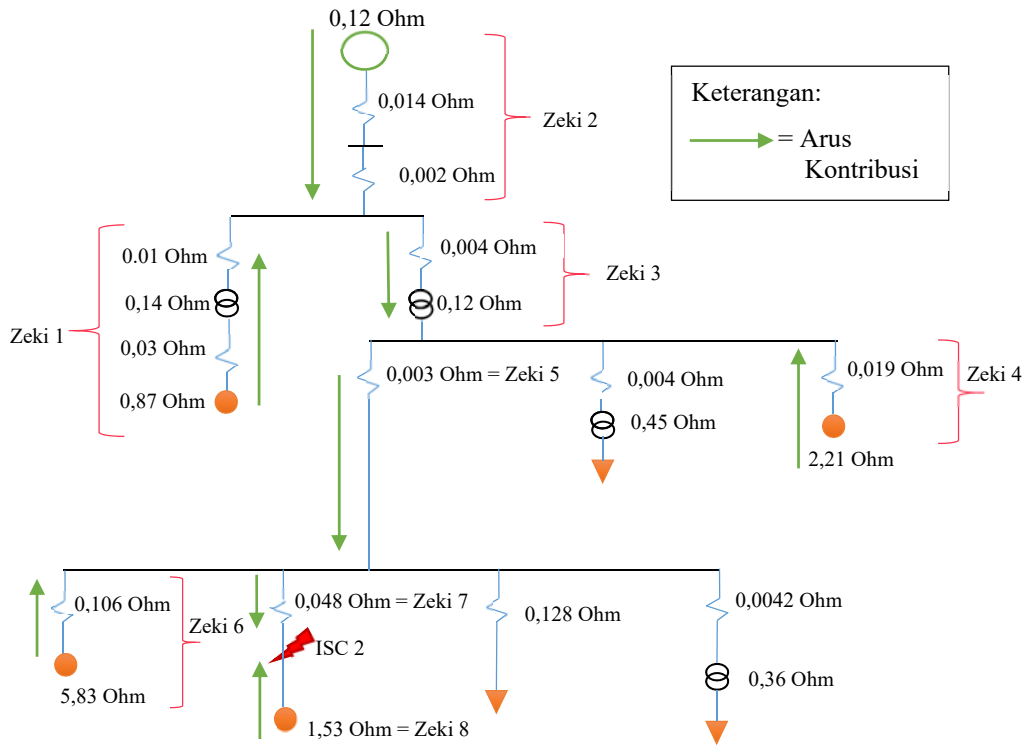 0,12 Ohm
0,014 Ohm
Zeki 2
0,002 Ohm
Keterangan:
= Arus
Kontribusi
0.01 Ohm
0,14 Ohm
Zeki 1
0,03 Ohm
0,87 Ohm
0,004 Ohm
Zeki 3
0,12 Ohm
0,003 Ohm = Zeki 5
0,004 Ohm
0,45 Ohm
0,019 Ohm
Zeki 4
2,21 Ohm
0,106 Ohm
Zeki 6
5,83 Ohm
0,048 Ohm = Zeki 7
ISC 2
1,53 Ohm = Zeki 8
0,128 Ohm
0,0042 Ohm
0,36 Ohm